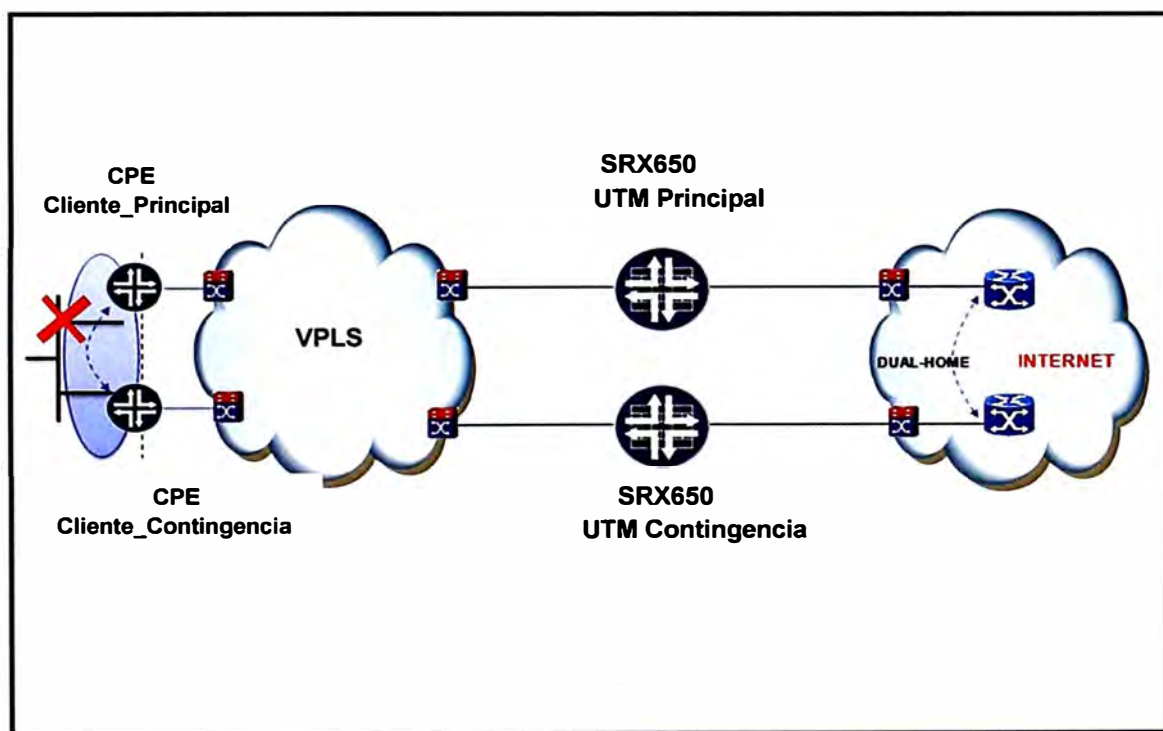 CPE
Cliente_Principal
SRX650
UTM Principal
VPLS
DUAL-HOME
INTERNET
CPE
Cliente_Contingencia
SRX650
UTM Contingencia